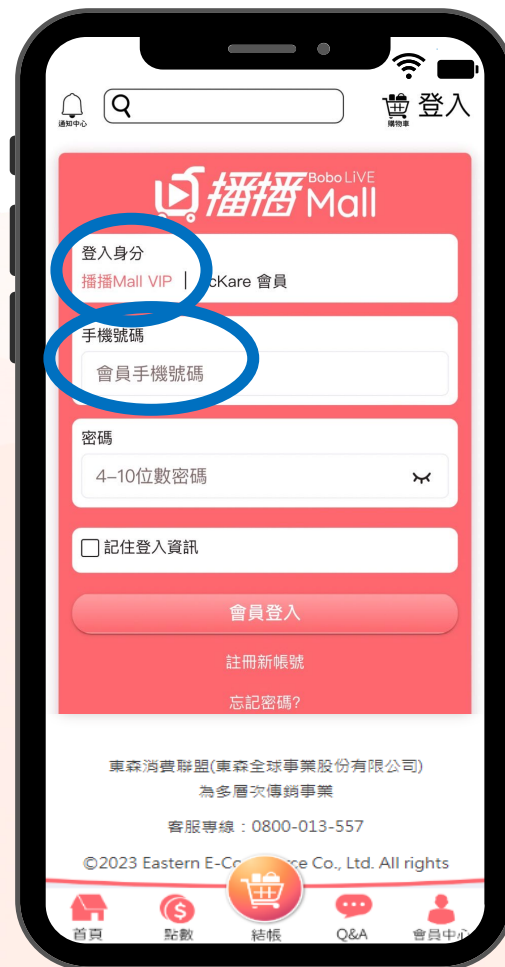 通知中心
購物車
登入
播播 Bobo LiVE Mall
登入身分
播播Mall VIP | cKare 會員
手機號碼
會員手機號碼
密碼
4–10位數密碼
記住登入資訊
會員登入
註冊新帳號
忘記密碼?
東森消費聯盟(東森全球事業股份有限公司)
為多層次傳銷事業
客服專線：0800-013-557
©2023 Eastern E-Co ce Co., Ltd. All rights
首頁
點數
結帳
Q&A
會員中心